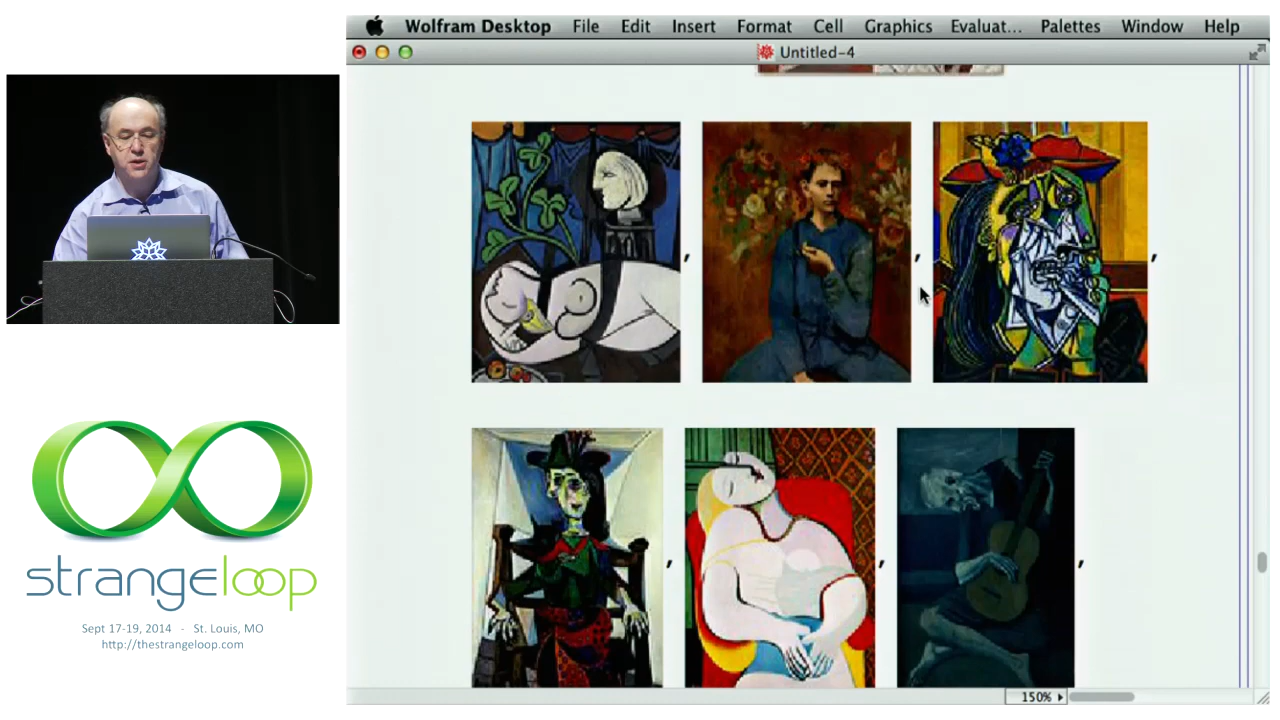 Wolfram Desktop File Edit Insert Format Cell Graphics Evaluat... Palettes Window Help
Untitled-4
, , ,
, , ,
150%
strangeloop
Sept 17-19, 2014 - St. Louis, MO
http://thestrangeloop.com